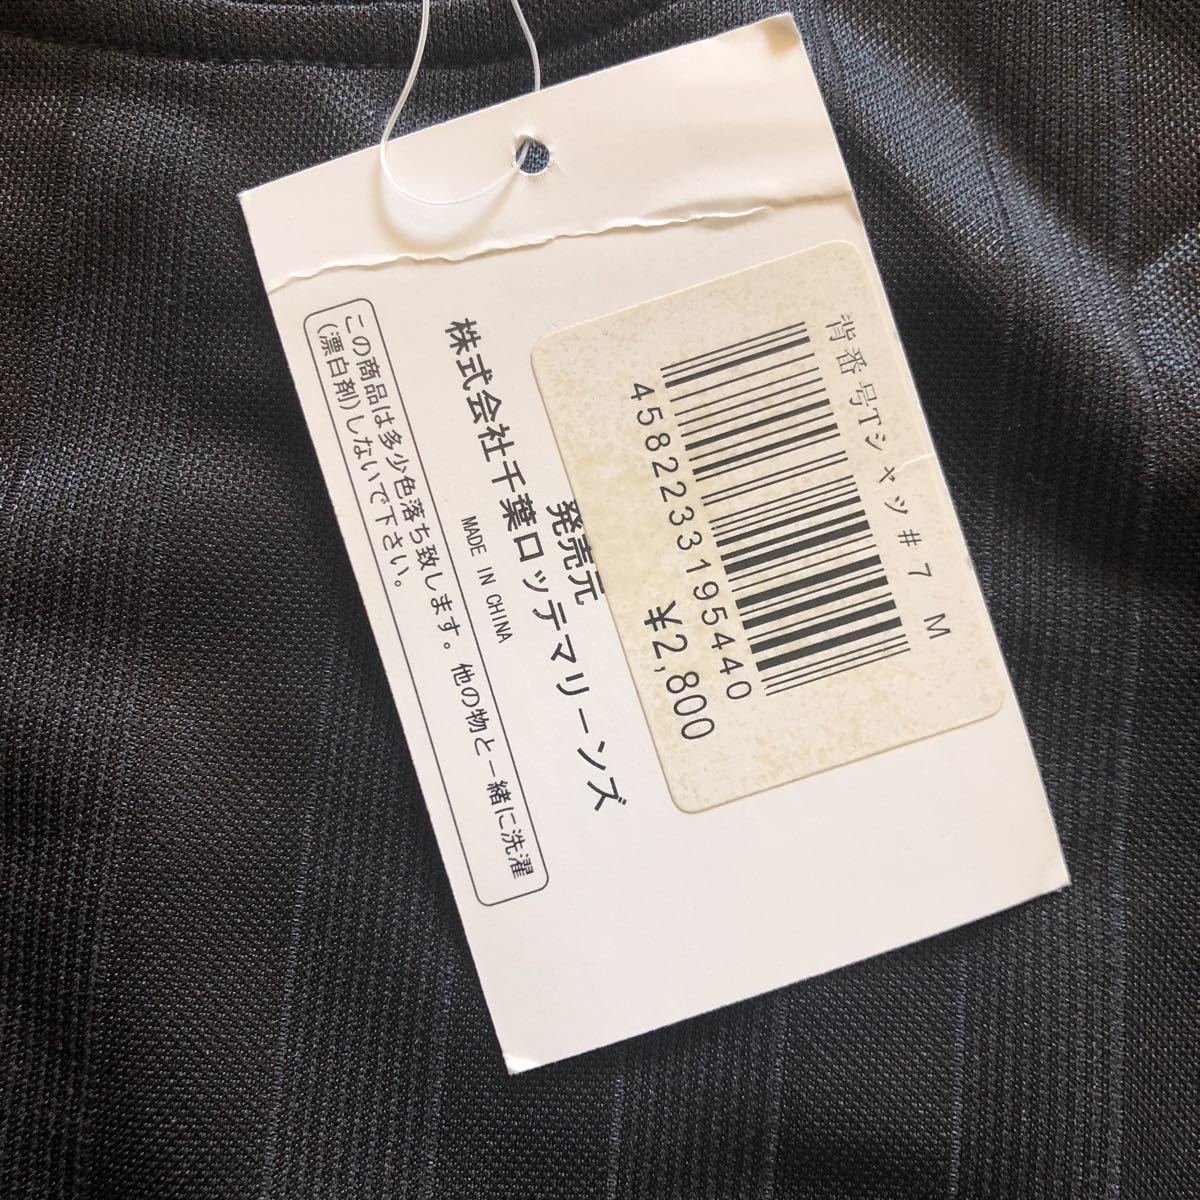 背番号Tシャツ#7 M
4582233195440
¥2,800
発売元
株式会社千葉ロッテマリーンズ
MADE IN CHINA
この商品は多少色落ち致します。他の物と一緒に洗濯
(漂白剤)しないで下さい。